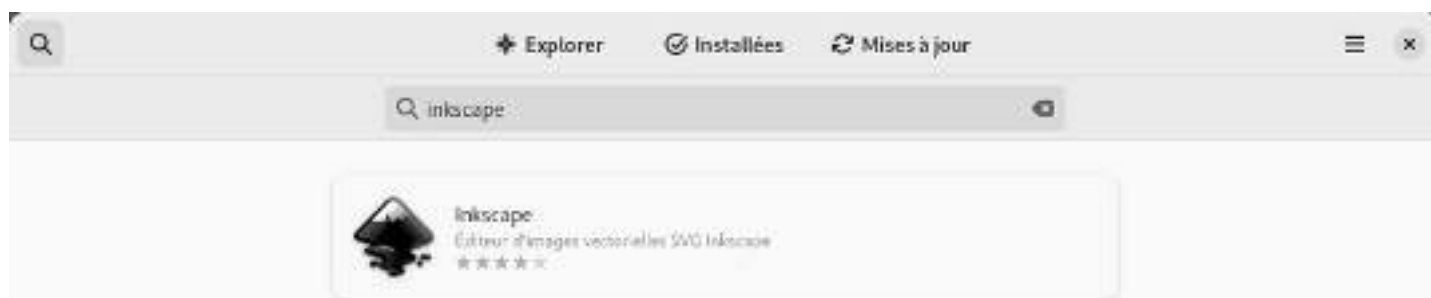 Explorer
Installées
Mises à jour
inkscape
Inkscape
Éditeur d'images vectorielles SVG Inkscape